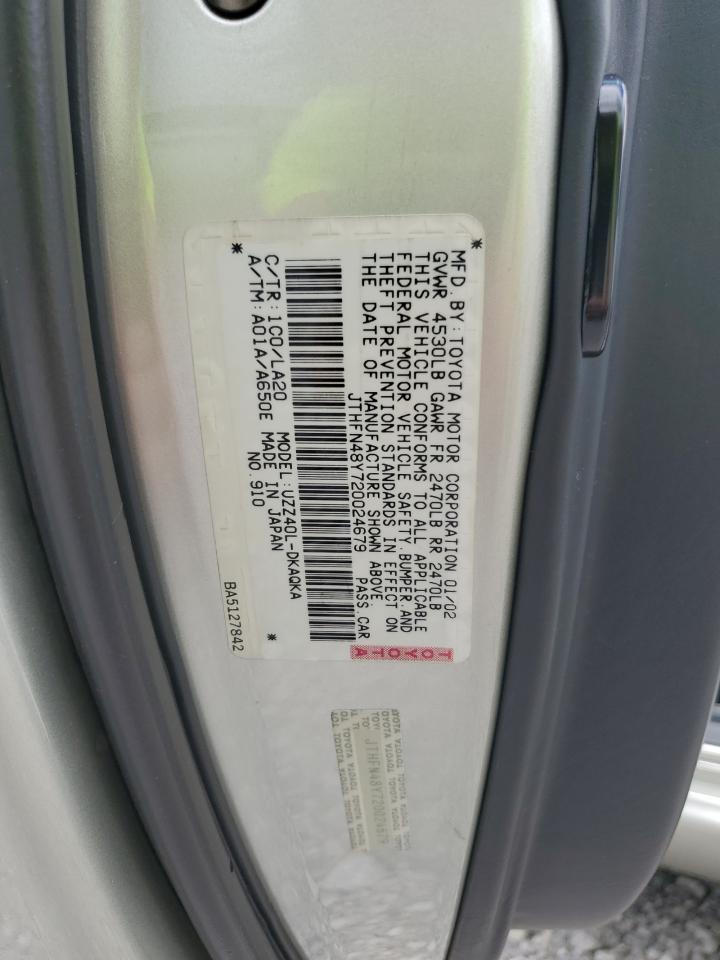 MFD. BY: TOYOTA MOTOR CORPORATION 01/02
GVWR 4530LB GAWR FR 2470LB RR 2470LB
THIS VEHICLE CONFORMS TO ALL APPLICABLE
FEDERAL MOTOR VEHICLE SAFETY, BUMPER, AND
THEFT PREVENTION STANDARDS IN EFFECT ON
THE DATE OF MANUFACTURE SHOWN ABOVE.
JTHFN48Y720024679 PASS. CAR
TOYOTA
C/TR: 1C0/LA20 MODEL: UZZ40L-DKAQKA
A/TM: A01A/A650E MADE IN JAPAN
NO. 910
BA5127842
JTHFN48Y720024679